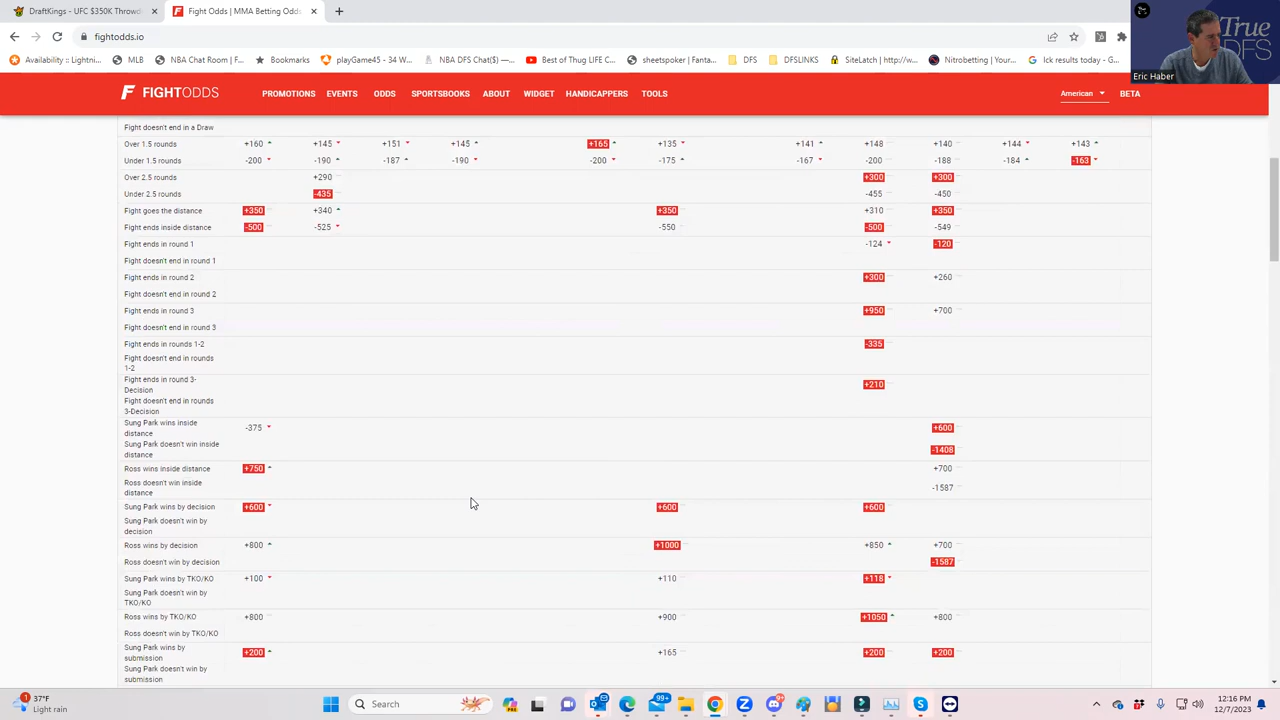 DraftKings - UFC $350K Throwdo
Fight Odds | MMA Betting Odds
fightodds.io
Availability :: Lightni...
MLB
NBA Chat Room | F...
Bookmarks
playGame45 - 34 W...
NBA DFS Chat($) —...
Best of Thug LIFE C...
sheetspoker | Fanta...
DFS
DFSLINKS
SiteLatch | http://w...
Nitrobetting | Your...
Ick results today - G...
True
DFS
Eric Haber
FIGHTODDS
PROMOTIONS EVENTS ODDS SPORTSBOOKS ABOUT WIDGET HANDICAPPERS TOOLS
American
BETA
Fight doesn't end in a Draw
Over 1.5 rounds +160 +145 +151 +145 +165 +135 +141 +148 +140 +144 +143
Under 1.5 rounds -200 -190 -187 -190 -200 -175 -167 -200 -188 -184 -163
Over 2.5 rounds +290 +300 +300
Under 2.5 rounds -435 -455 -450
Fight goes the distance +350 +340 +350 +310 +350
Fight ends inside distance -500 -525 -550 -500 -549
Fight ends in round 1 -124 -120
Fight doesn't end in round 1
Fight ends in round 2 +300 +260
Fight doesn't end in round 2
Fight ends in round 3 +950 +700
Fight doesn't end in round 3
Fight ends in rounds 1-2 -335
Fight doesn't end in rounds
1-2
Fight ends in round 3-
Decision +210
Fight doesn't end in rounds
3-Decision
Sung Park wins inside
distance -375 +600
Sung Park doesn't win inside
distance -1408
Ross wins inside distance +750 +700
Ross doesn't win inside
distance -1587
Sung Park wins by decision +600 +600 +600
Sung Park doesn't win by
decision
Ross wins by decision +800 +1000 +850 +700
Ross doesn't win by decision -1587
Sung Park wins by TKO/KO +100 +110 +118
Sung Park doesn't win by
TKO/KO
Ross wins by TKO/KO +800 +900 +1050 +800
Ross doesn't win by TKO/KO
Sung Park wins by
submission +200 +165 +200 +200
Sung Park doesn't win by
submission
1
37°F
Light rain
Search
PRE
99+
9+
12:16 PM
12/7/2023